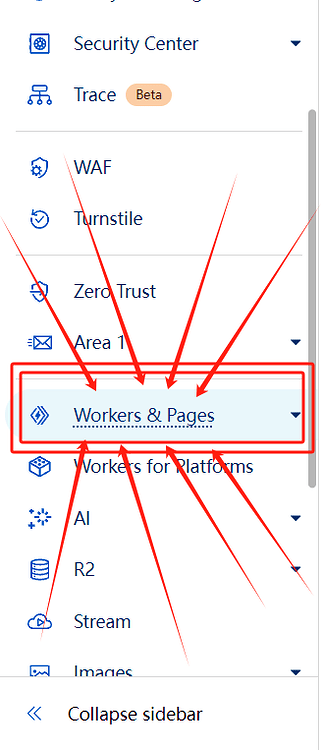 Security Center
Trace Beta
WAF
Turnstile
Zero Trust
Area 1
Workers & Pages
Workers for Platforms
AI
R2
Stream
Images
Collapse sidebar